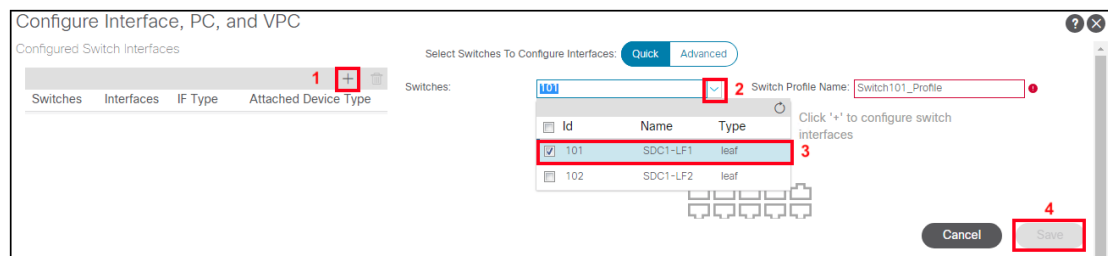 Configure Interface, PC, and VPC
Configured Switch Interfaces
Select Switches To Configure Interfaces: Quick Advanced
1 +
Switches Interfaces IF Type Attached Device Type
Switches: 101 2 Switch Profile Name: Switch101_Profile
Id Name Type
101 SDC1-LF1 leaf 3
102 SDC1-LF2 leaf
Click '+' to configure switch
interfaces
4
Cancel Save